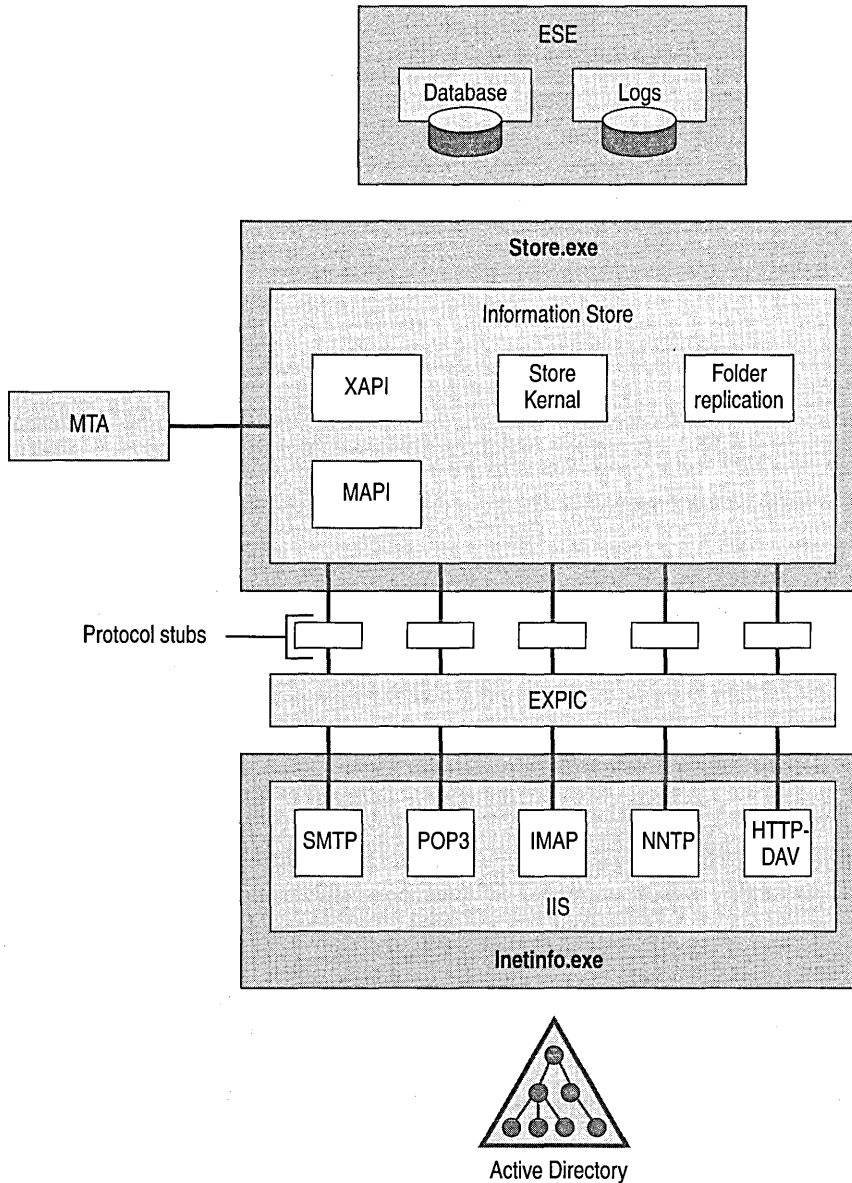 ESE
Database
Logs
Store.exe
Information Store
XAPI
Store
Kernal
Folder
replication
MTA
MAPI
Protocol stubs
EXPIC
SMTP
POP3
IMAP
NNTP
HTTP-
DAV
IIS
Inetinfo.exe
Active Directory